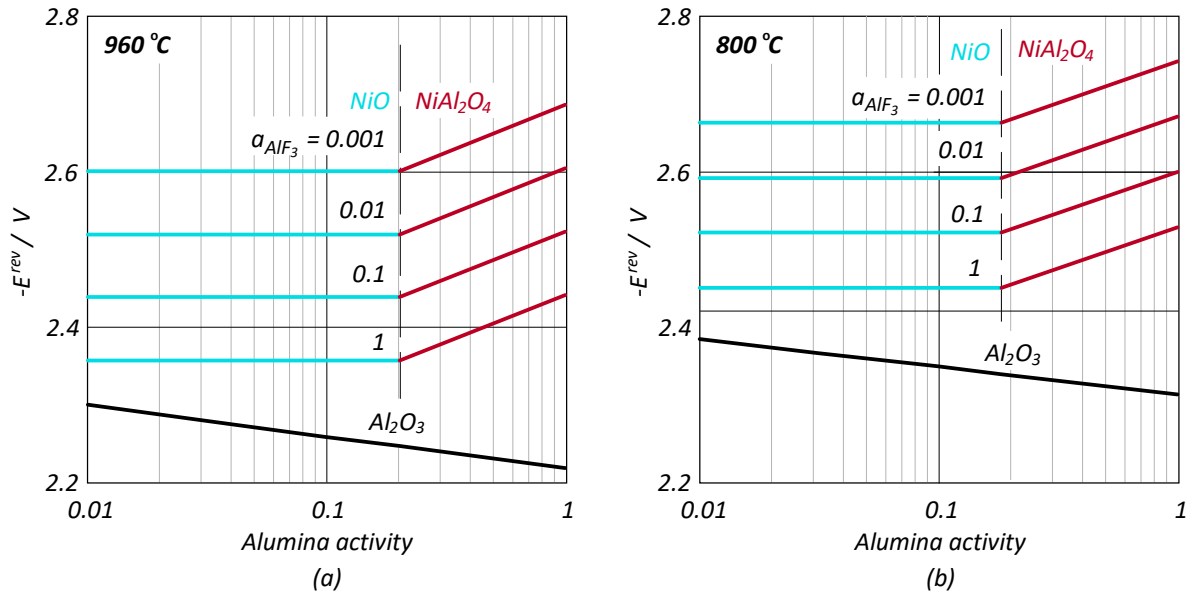 960 °C
NiO NiAl2O4
aAlF3 = 0.001
0.01
0.1
1
Al2O3
2.8
2.6
2.4
2.2
-E^rev / V
0.01 0.1 1
Alumina activity
(a)
800 °C
NiO NiAl2O4
aAlF3 = 0.001
0.01
0.1
1
Al2O3
2.8
2.6
2.4
2.2
-E^rev / V
0.01 0.1 1
Alumina activity
(b)